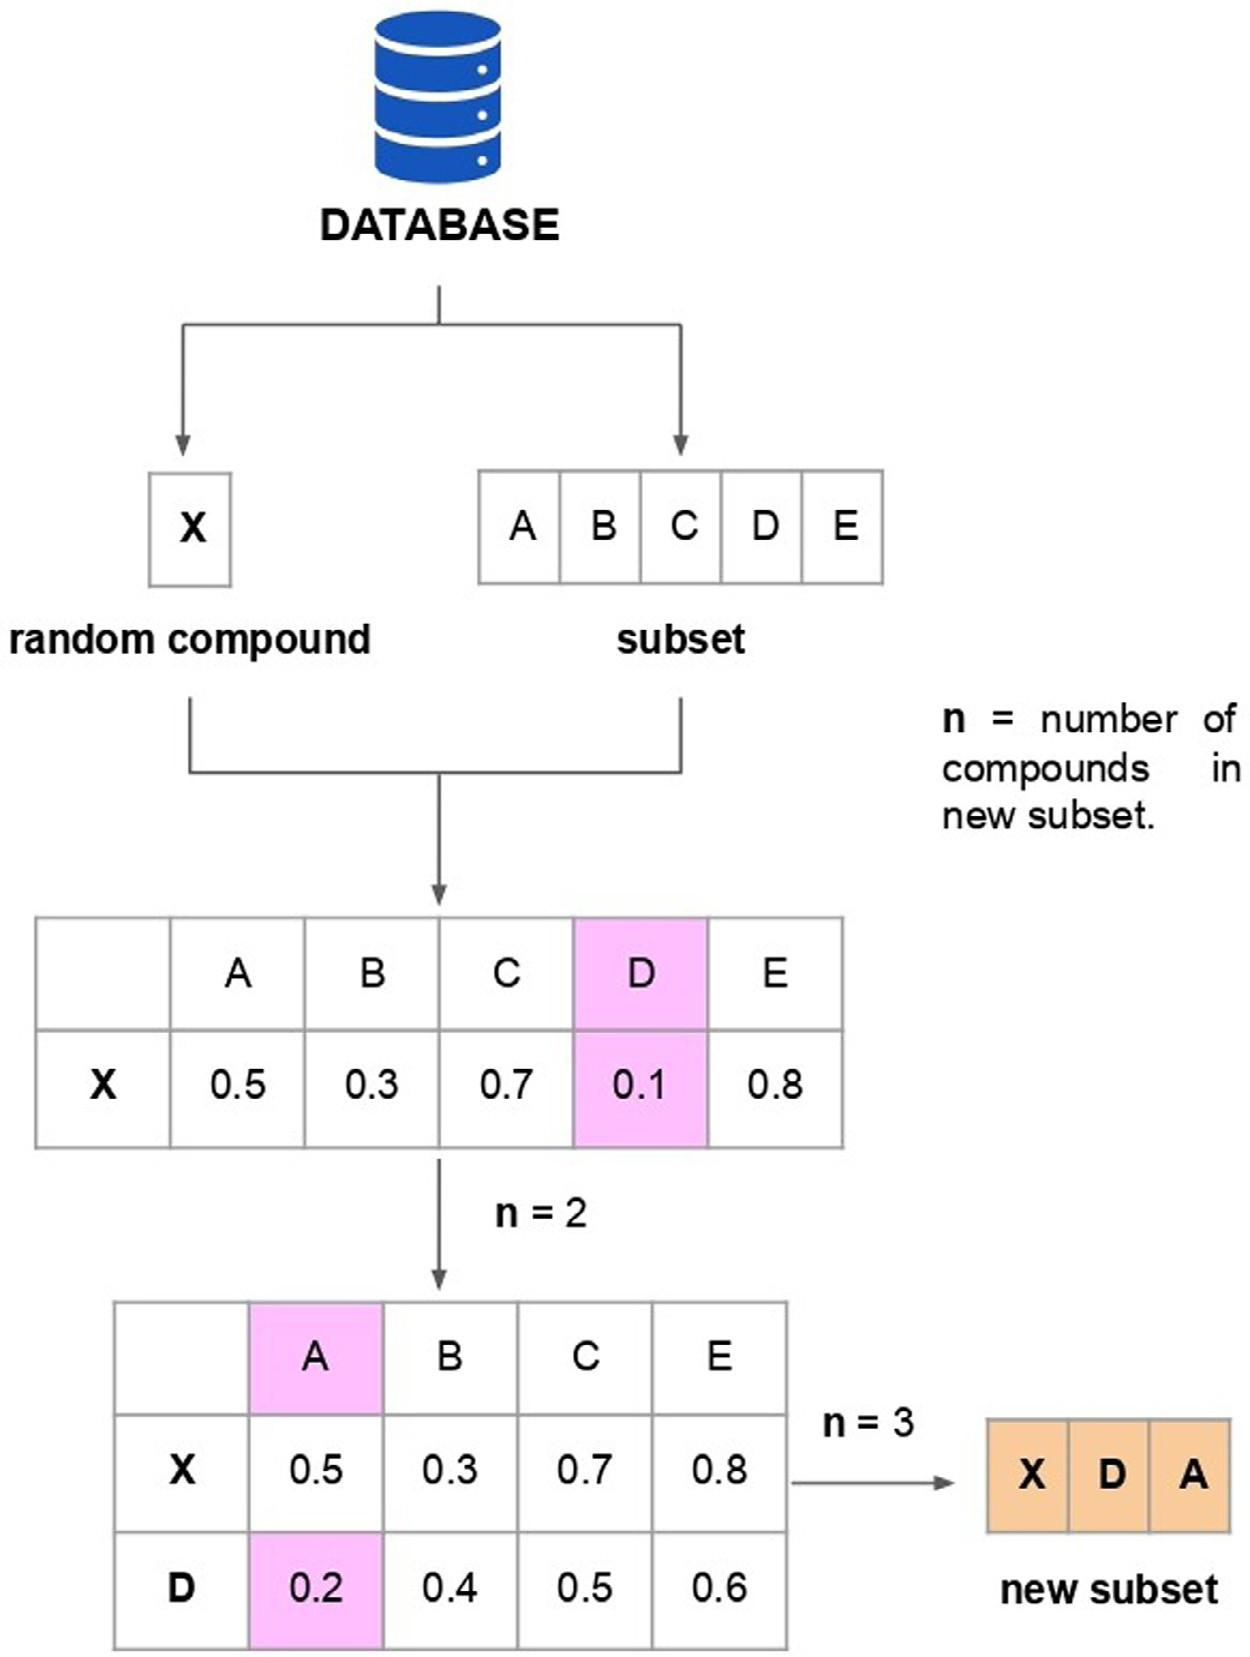 DATABASE
X
A B C D E
random compound
subset
n = number of
compounds in
new subset.
A B C D E
X 0.5 0.3 0.7 0.1 0.8
n = 2
A B C E
X 0.5 0.3 0.7 0.8
D 0.2 0.4 0.5 0.6
n = 3
X D A
new subset